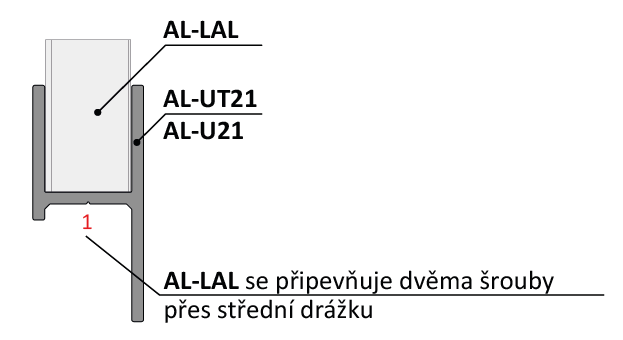 AL-LAL
AL-UT21
AL-U21
1
AL-LAL se připevňuje dvěma šrouby
přes střední drážku